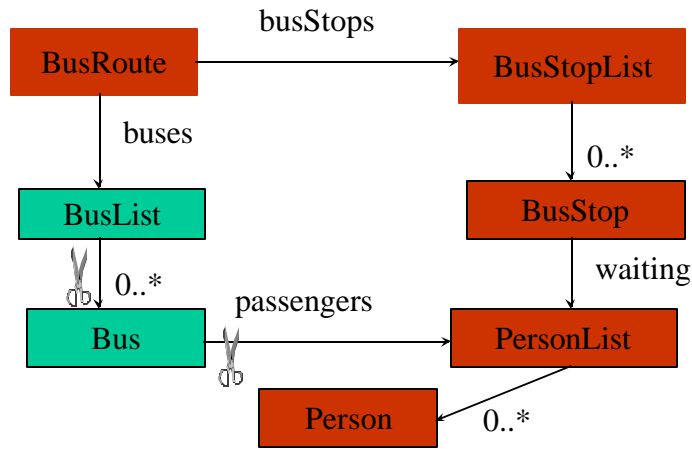 busStops
BusRoute
BusStopList
buses
0..*
BusList
BusStop
0..*
waiting
passengers
Bus
PersonList
Person
0..*